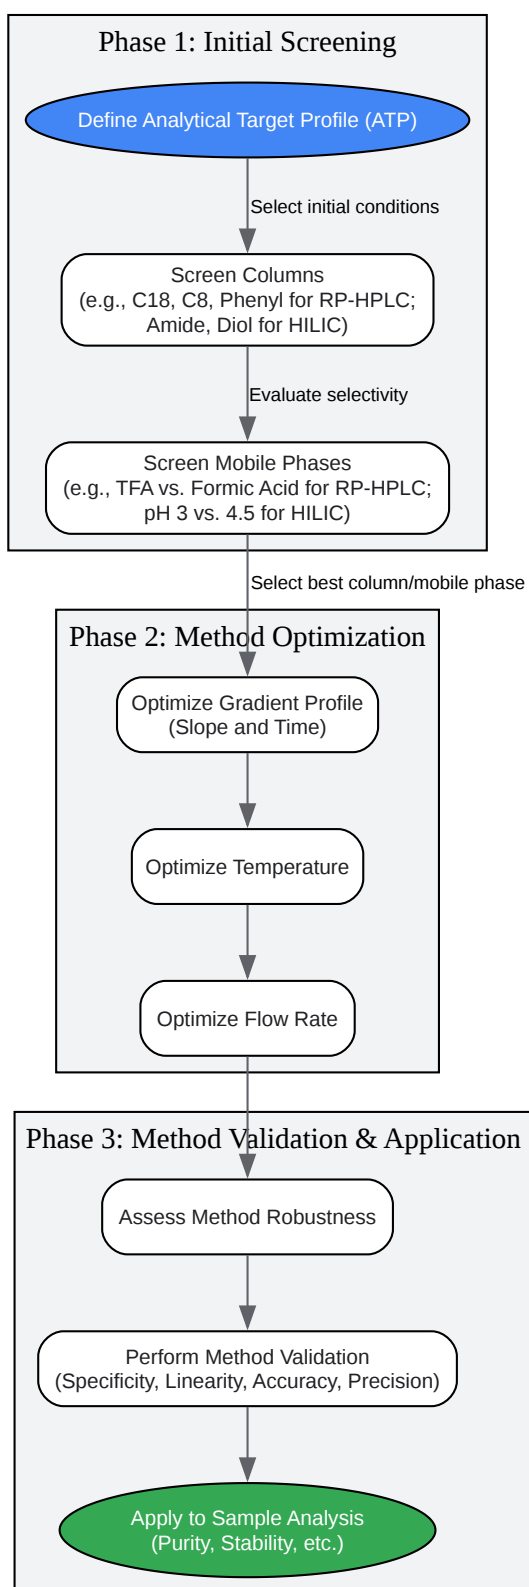 Phase 1: Initial Screening
Define Analytical Target Profile (ATP)
Select initial conditions
Screen Columns
(e.g., C18, C8, Phenyl for RP-HPLC;
Amide, Diol for HILIC)
Evaluate selectivity
Screen Mobile Phases
(e.g., TFA vs. Formic Acid for RP-HPLC;
pH 3 vs. 4.5 for HILIC)
Select best column/mobile phase
Phase 2: Method Optimization
Optimize Gradient Profile
(Slope and Time)
Optimize Temperature
Optimize Flow Rate
Phase 3: Method Validation & Application
Assess Method Robustness
Perform Method Validation
(Specificity, Linearity, Accuracy, Precision)
Apply to Sample Analysis
(Purity, Stability, etc.)